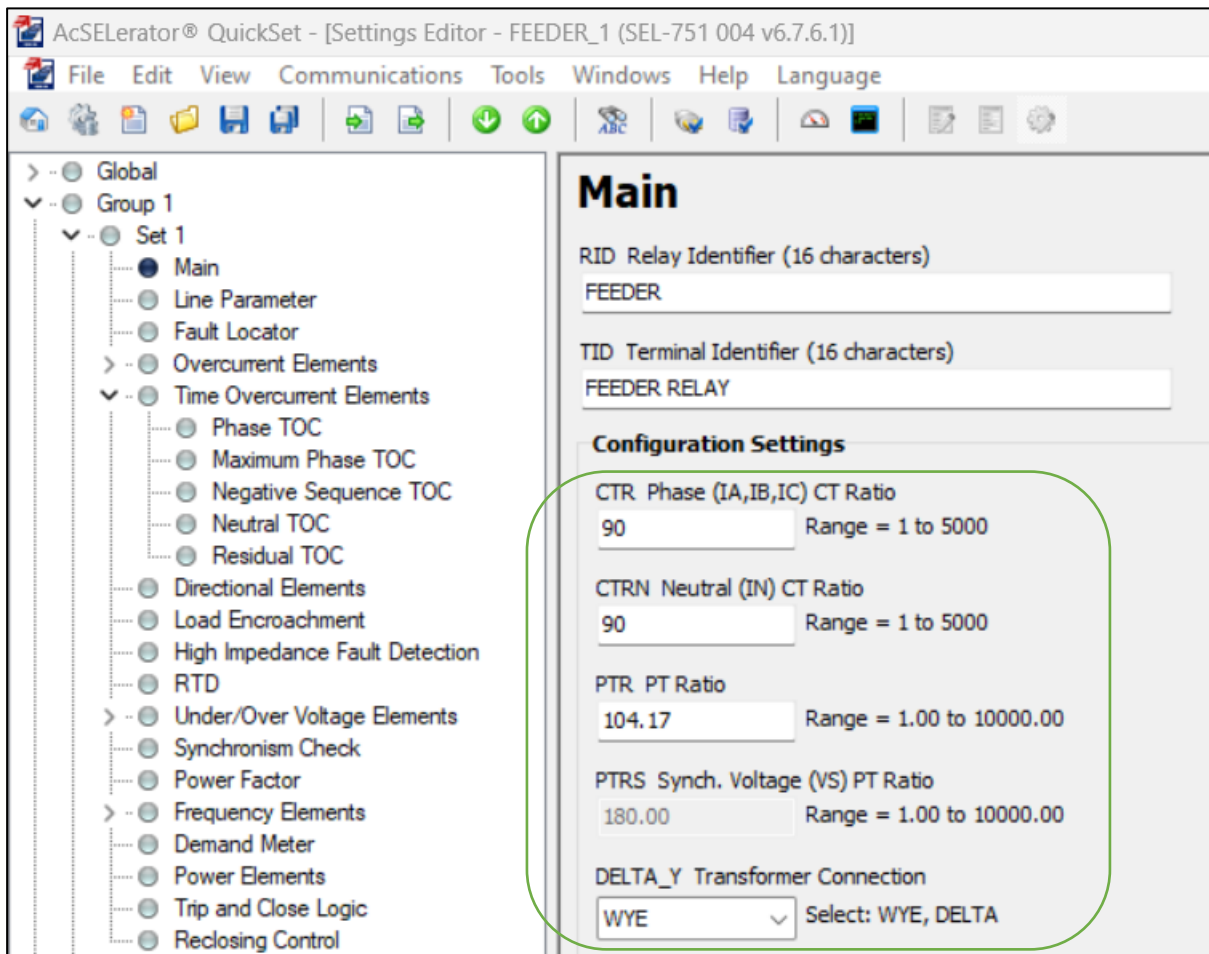 AcSELerator® QuickSet - [Settings Editor - FEEDER_1 (SEL-751 004 v6.7.6.1)]
File Edit View Communications Tools Windows Help Language
ABC
Global
Group 1
Set 1
Main
Line Parameter
Fault Locator
Overcurrent Elements
Time Overcurrent Elements
Phase TOC
Maximum Phase TOC
Negative Sequence TOC
Neutral TOC
Residual TOC
Directional Elements
Load Encroachment
High Impedance Fault Detection
RTD
Under/Over Voltage Elements
Synchronism Check
Power Factor
Frequency Elements
Demand Meter
Power Elements
Trip and Close Logic
Reclosing Control
Main
RID Relay Identifier (16 characters)
FEEDER
TID Terminal Identifier (16 characters)
FEEDER RELAY
Configuration Settings
CTR Phase (IA,IB,IC) CT Ratio
90 Range = 1 to 5000
CTRN Neutral (IN) CT Ratio
90 Range = 1 to 5000
PTR PT Ratio
104.17 Range = 1.00 to 10000.00
PTRS Synch. Voltage (VS) PT Ratio
180.00 Range = 1.00 to 10000.00
DELTA_Y Transformer Connection
WYE Select: WYE, DELTA